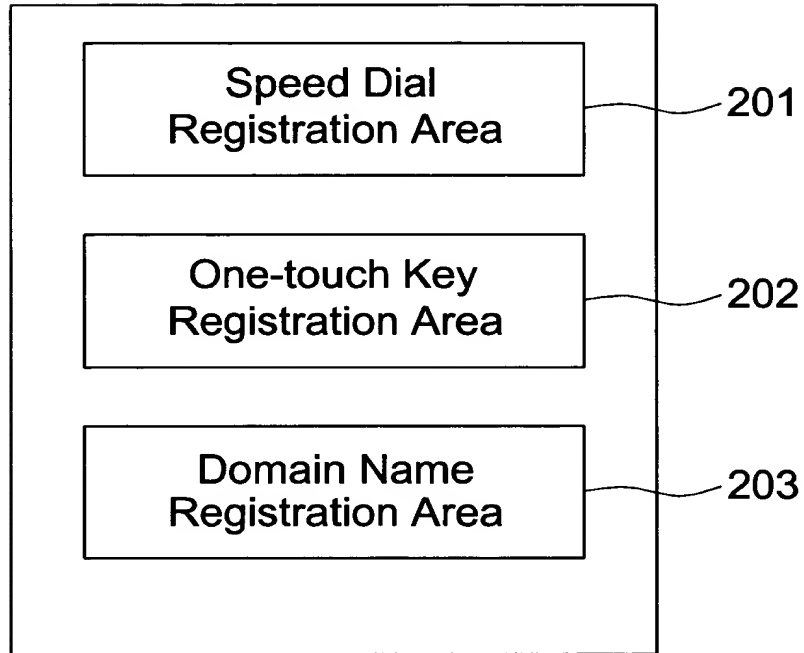 Speed Dial
Registration Area
201
One-touch Key
Registration Area
202
Domain Name
Registration Area
203